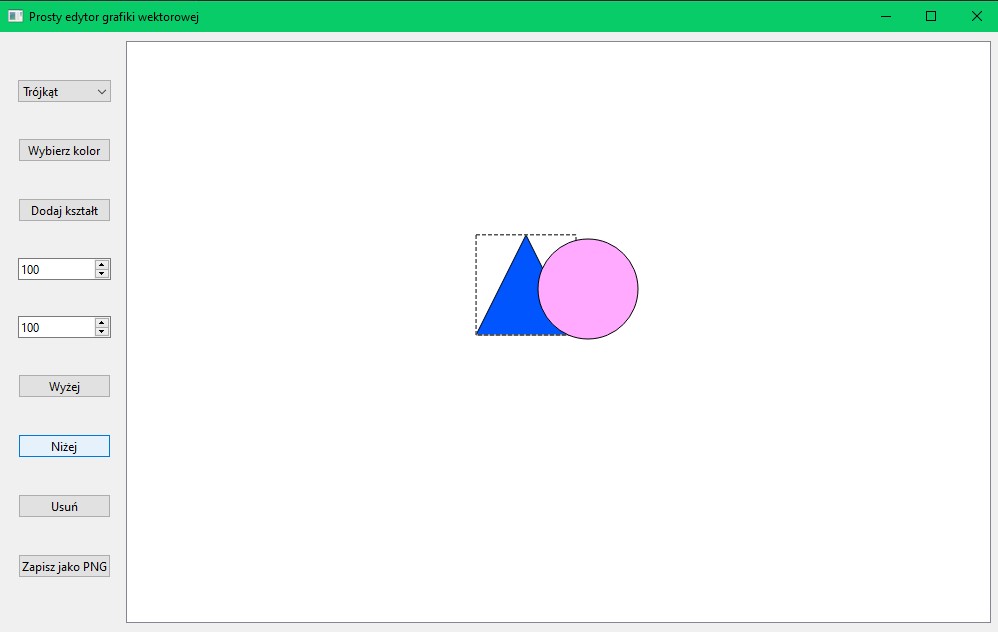 Prosty edytor grafiki wektorowej
Trójkąt
Wybierz kolor
Dodaj kształt
100
100
Wyżej
Niżej
Usuń
Zapisz jako PNG